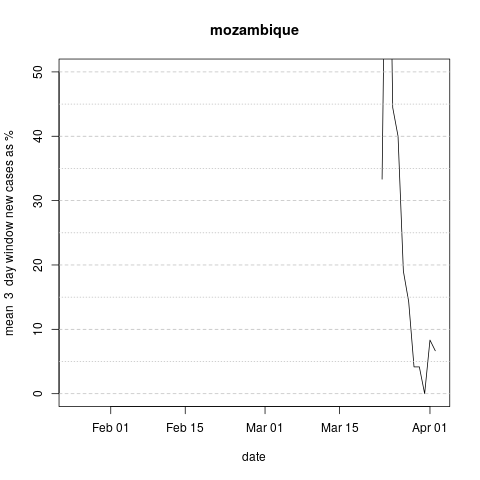 mozambique
mean 3 day window new cases as %
50
40
30
20
10
0
Feb 01
Feb 15
Mar 01
Mar 15
Apr 01
date